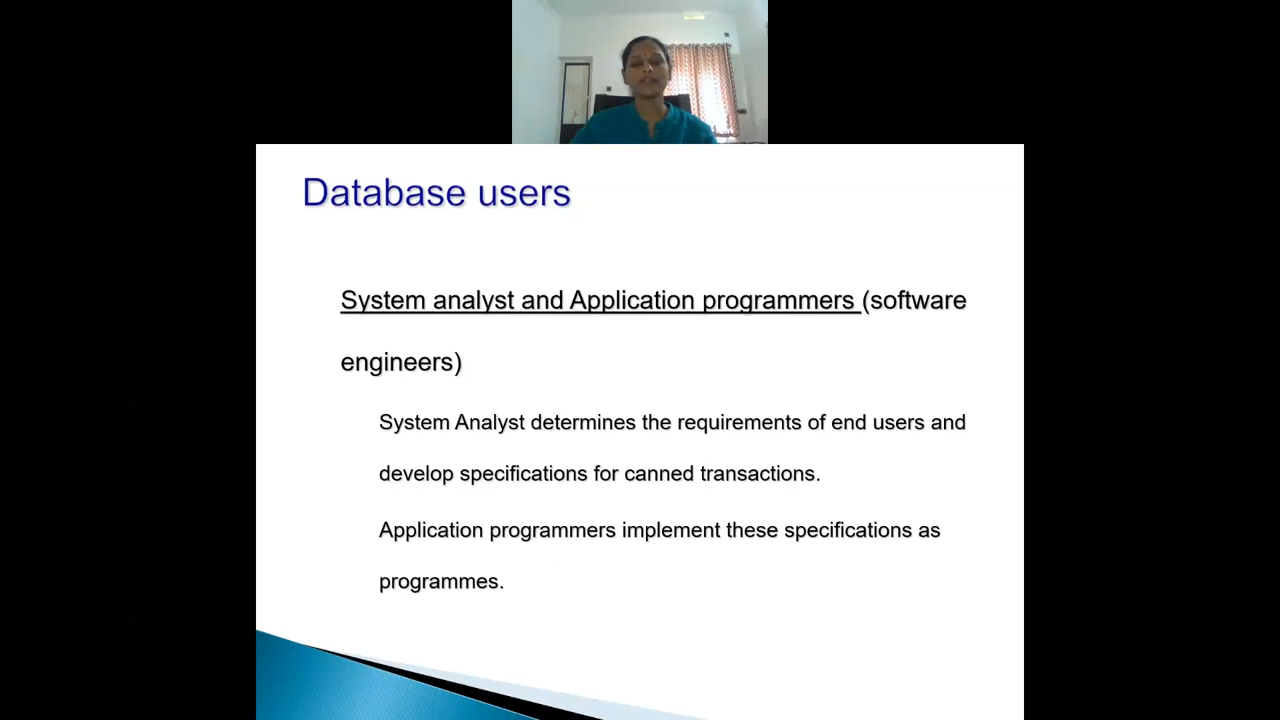 Database users
System analyst and Application programmers (software
engineers)
System Analyst determines the requirements of end users and
develop specifications for canned transactions.
Application programmers implement these specifications as
programmes.